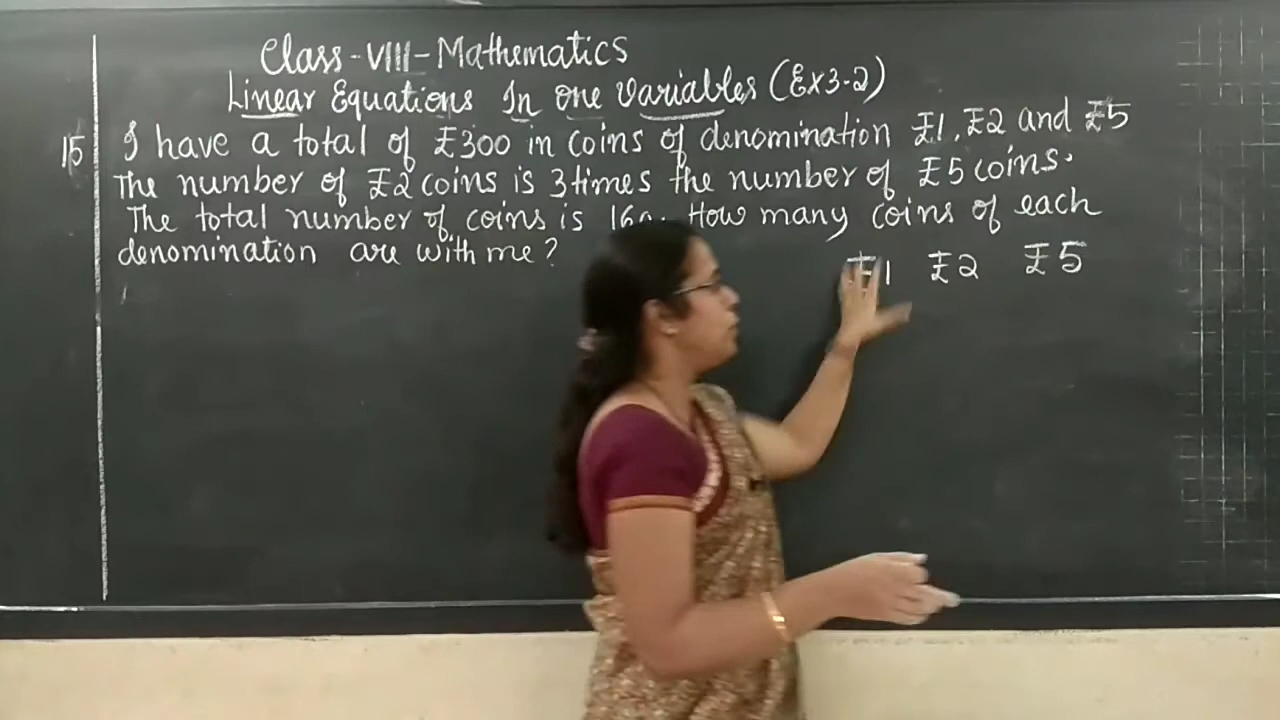 Class-VIII-Mathematics
Linear Equations In One Variables (Ex3.2)
15 I have a total of ₹300 in coins of denomination ₹1, ₹2 and ₹5
The number of ₹2 coins is 3 times the number of ₹5 coins.
The total number of coins is 160. How many coins of each
denomination are with me?
₹1 ₹2 ₹5